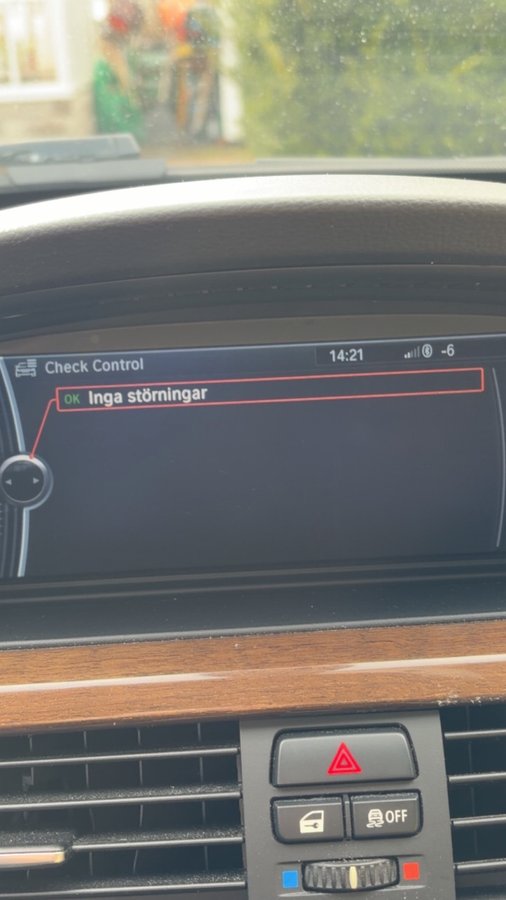 Check Control
14:21
-6
OK Inga störningar
OFF